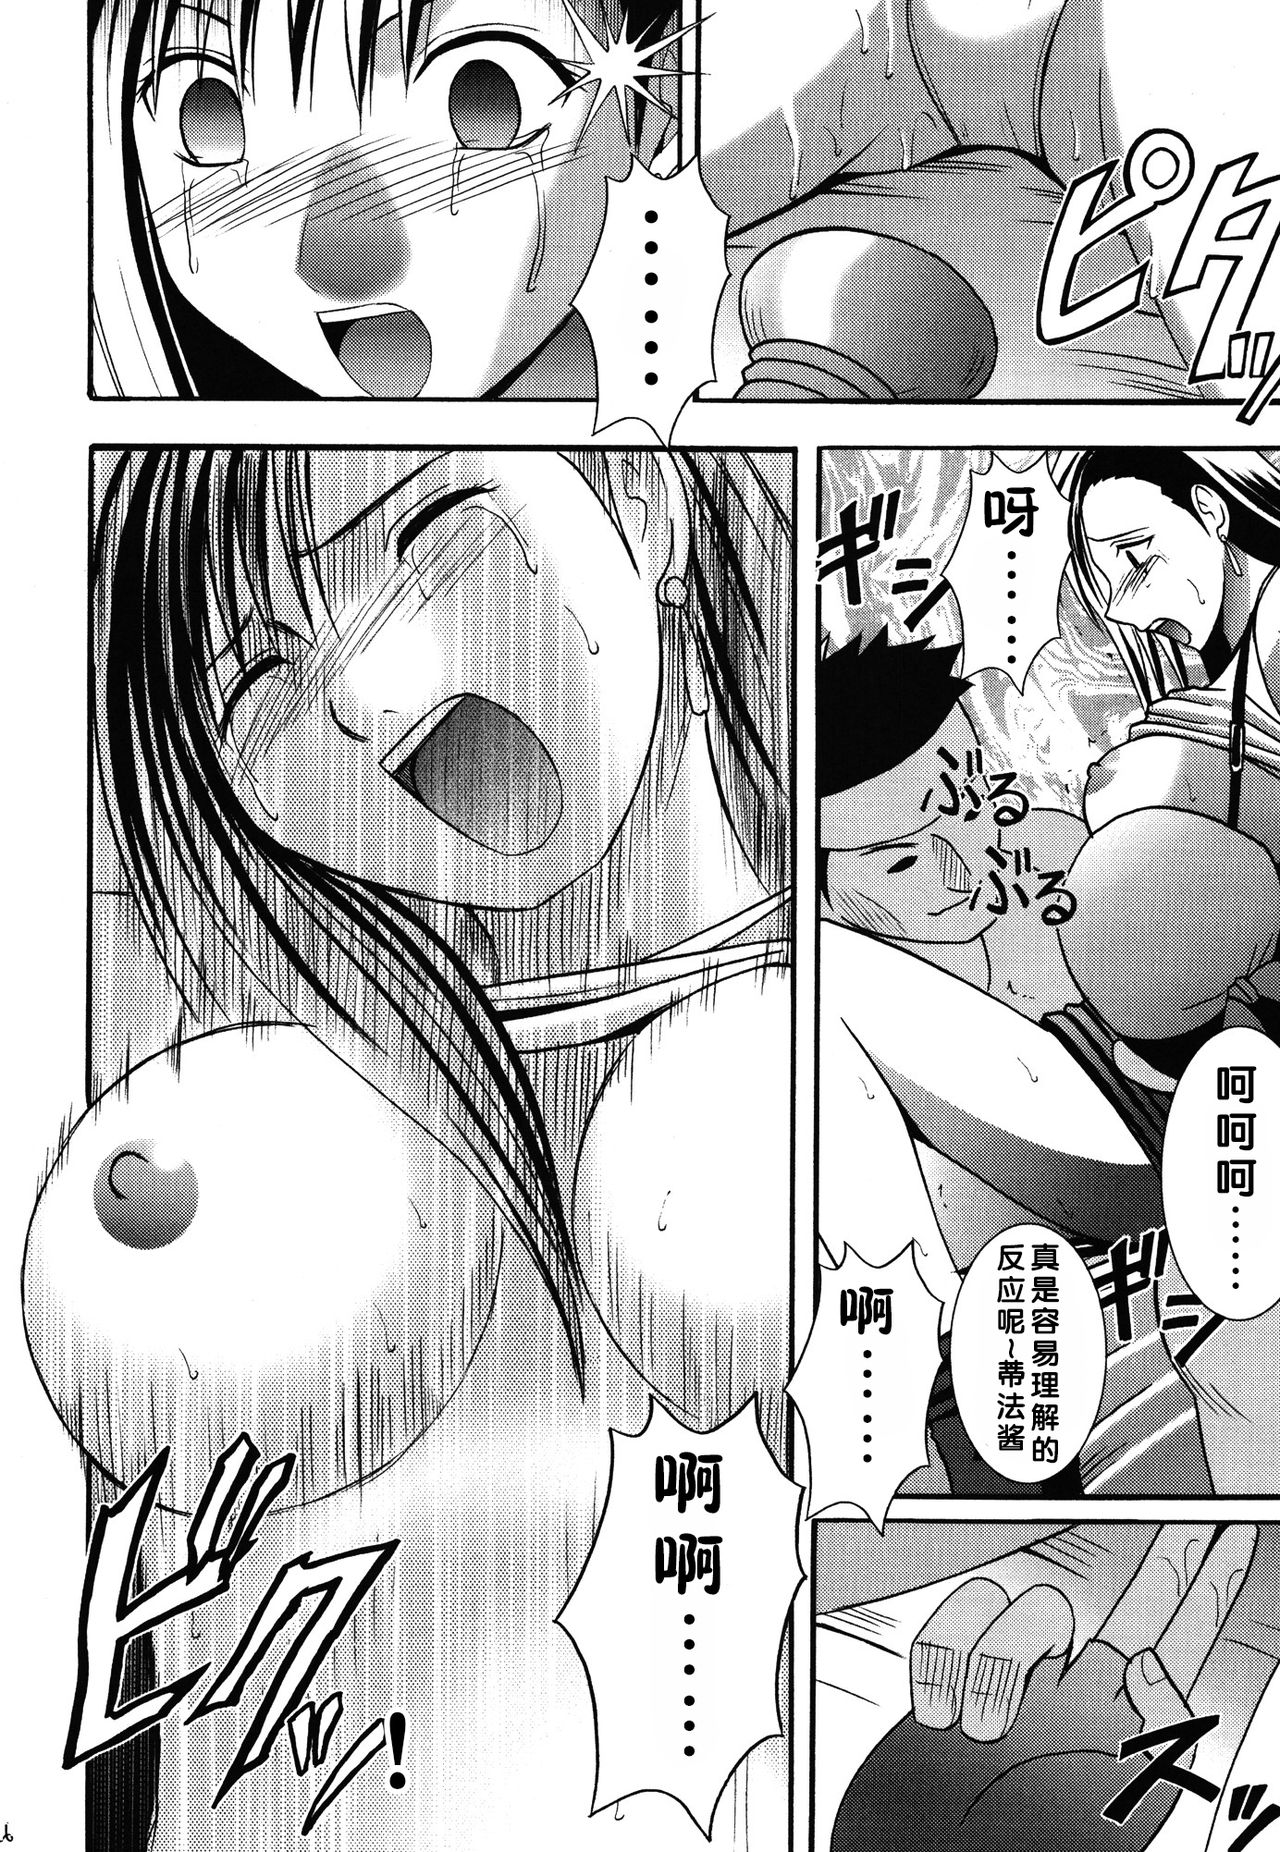 ピタッ
……
呀……
ギシ
ぶる〜
ぶる
呵呵呵……
真是容易理解的
反应呢~蒂法酱
ギシ
啊……
ス
啊啊……
ビクッ!